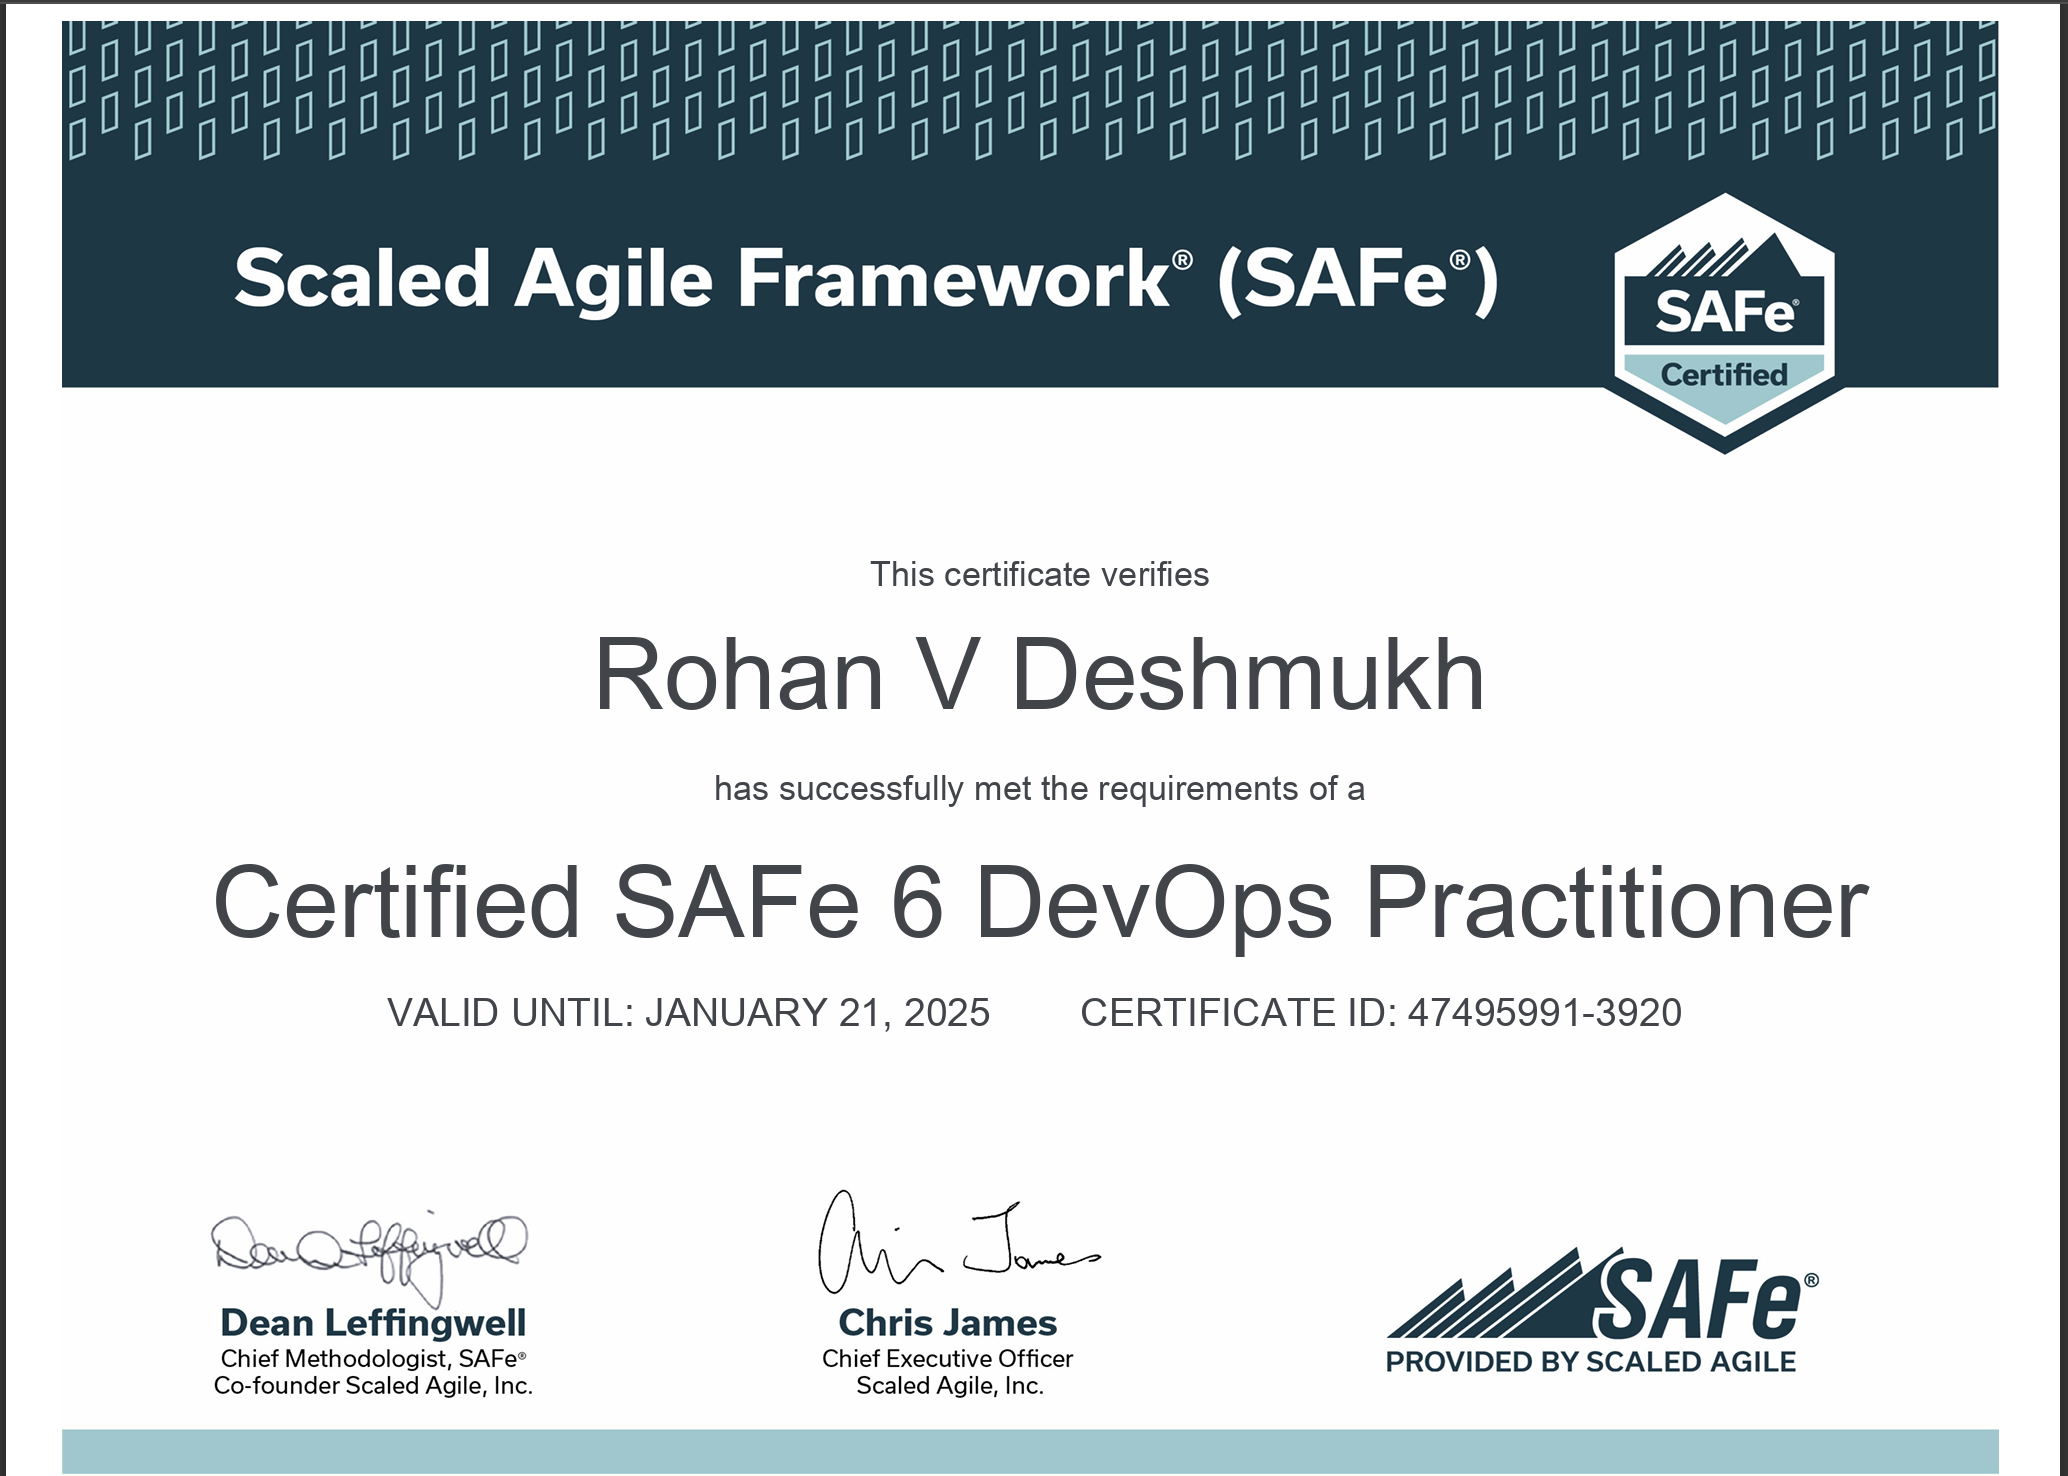 Scaled Agile Framework® (SAFe®)
SAFe®
Certified
This certificate verifies
Rohan V Deshmukh
has successfully met the requirements of a
Certified SAFe 6 DevOps Practitioner
VALID UNTIL: JANUARY 21, 2025 CERTIFICATE ID: 47495991-3920
Dean Leffingwell
Chris James
Dean Leffingwell
Chief Methodologist, SAFe®
Co-founder Scaled Agile, Inc.
Chris James
Chief Executive Officer
Scaled Agile, Inc.
SAFe®
PROVIDED BY SCALED AGILE